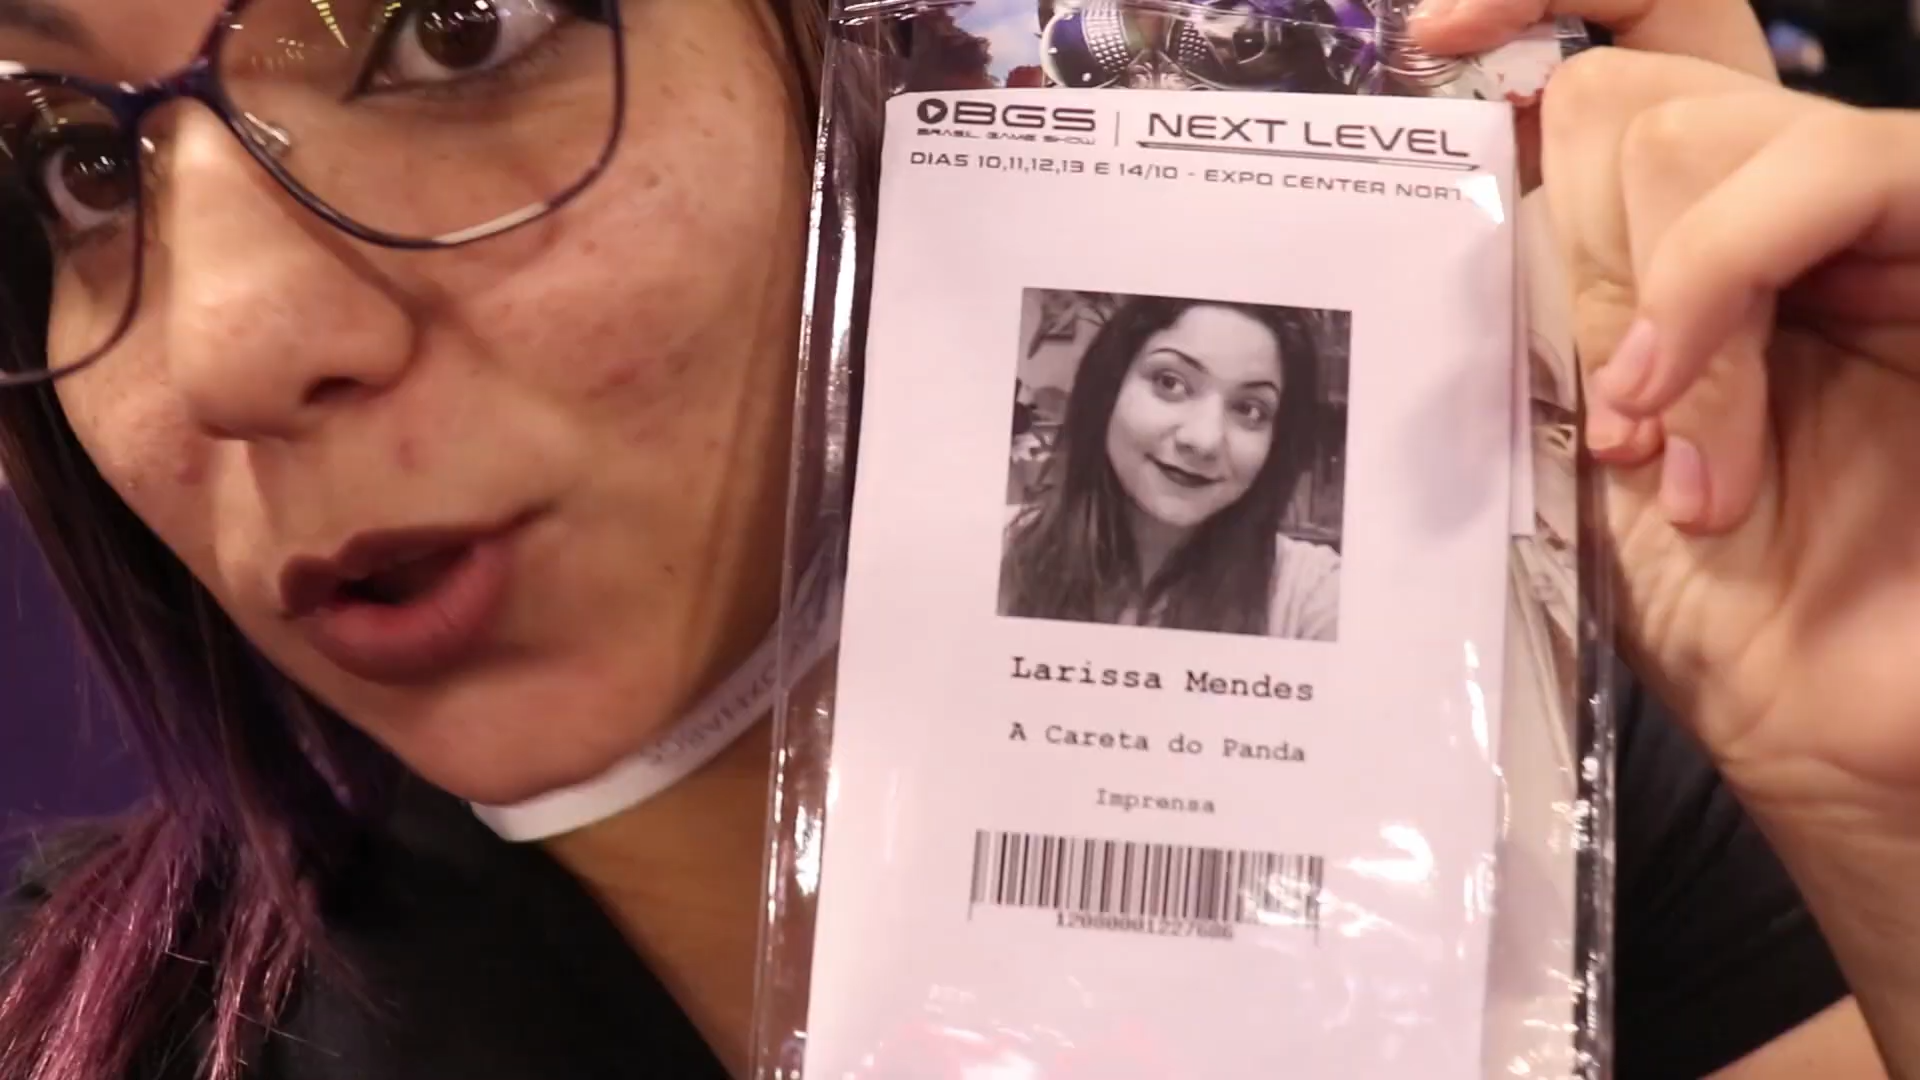 BGS
BRASIL GAME SHOW
NEXT LEVEL
DIAS 10,11,12,13 E 14/10 - EXPO CENTER NORT
Larissa Mendes
A Careta do Panda
Imprensa
12080001227686